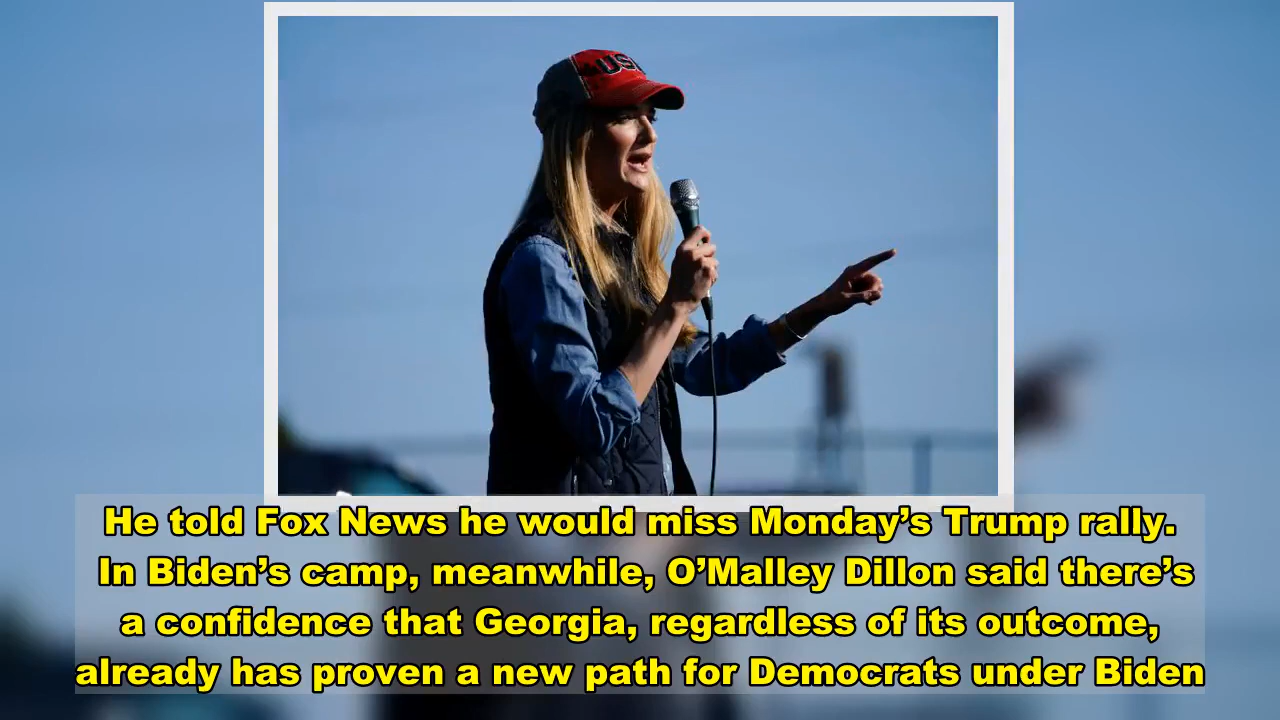 USA
He told Fox News he would miss Monday’s Trump rally.
In Biden’s camp, meanwhile, O’Malley Dillon said there’s
a confidence that Georgia, regardless of its outcome,
already has proven a new path for Democrats under Biden